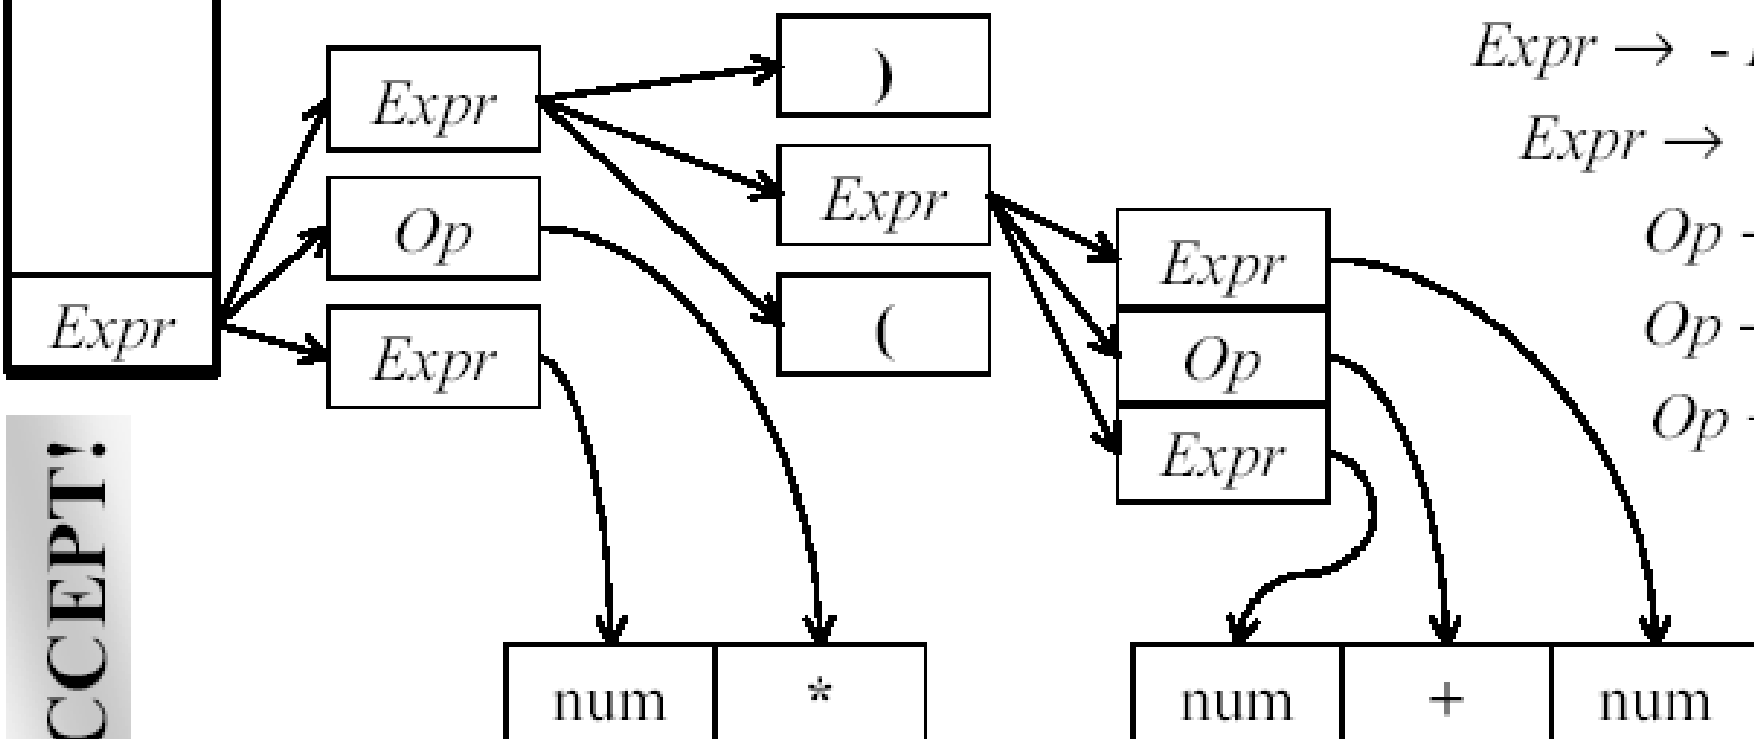 )
Expr → -
Expr
Expr →
Expr
Op
Op
Expr
Op
Expr
(
Expr
Op
Op
Expr
CCEPT!
num
*
num
+
num